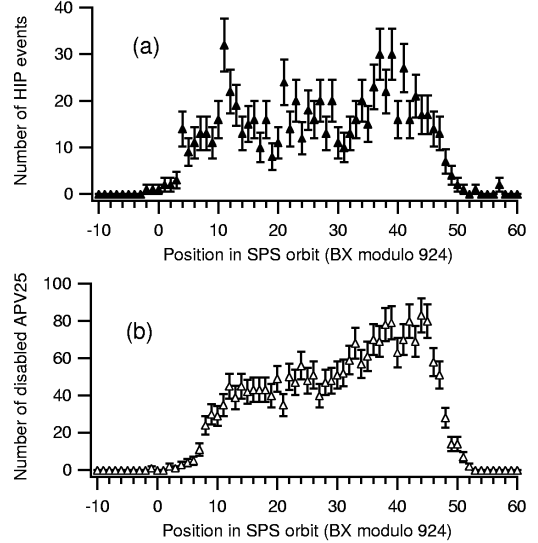 40
30
20
10
0
Number of HIP events
(a)
-10 0 10 20 30 40 50 60
Position in SPS orbit (BX modulo 924)
100
80
60
40
20
0
Number of disabled APV25
(b)
-10 0 10 20 30 40 50 60
Position in SPS orbit (BX modulo 924)